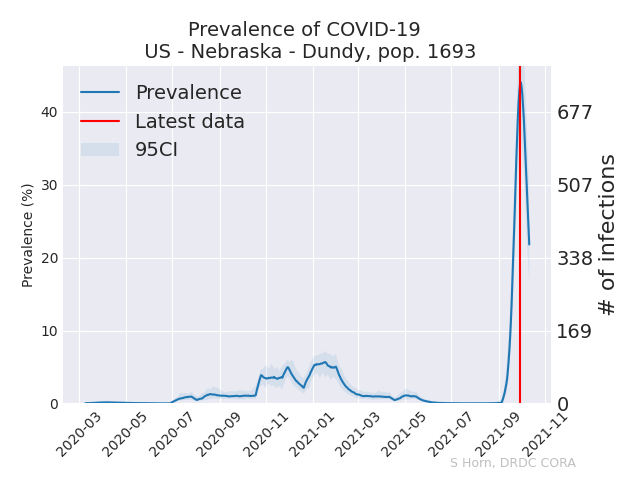 Prevalence of COVID-19
US - Nebraska - Dundy, pop. 1693
Prevalence
Latest data
95CI
Prevalence (%)
40
30
20
10
0
677
507
338
169
0
# of infections
2020-03
2020-05
2020-07
2020-09
2020-11
2021-01
2021-03
2021-05
2021-07
2021-09
2021-11
S Horn, DRDC CORA